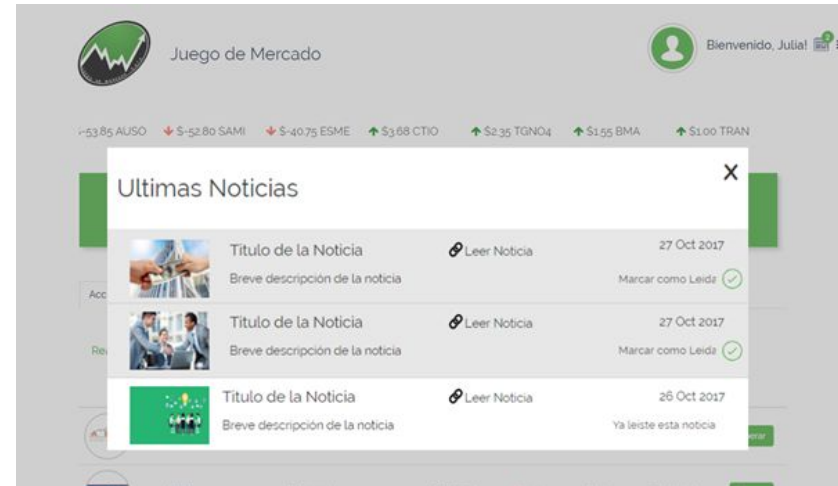 Juego de Mercado
Bienvenido, Julia!
2
-53.85 AUSO $-52.80 SAMI $-40.75 ESME $3.68 CTIO $2.35 TGNO4 $1.55 BMA $1.00 TRAN
Ultimas Noticias
X
Titulo de la Noticia Leer Noticia 27 Oct 2017
Breve descripción de la noticia Marcar como Leida
Titulo de la Noticia Leer Noticia 27 Oct 2017
Breve descripción de la noticia Marcar como Leida
Titulo de la Noticia Leer Noticia 26 Oct 2017
Breve descripción de la noticia Ya leiste esta noticia
Acc